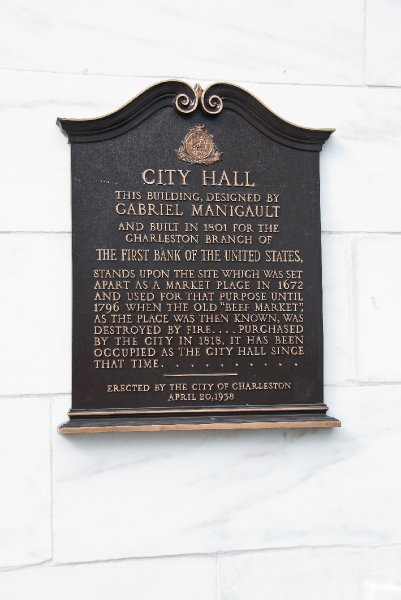 CITY HALL
THIS BUILDING, DESIGNED BY
GABRIEL MANIGAULT
AND BUILT IN 1801 FOR THE
CHARLESTON BRANCH OF
THE FIRST BANK OF THE UNITED STATES,
STANDS UPON THE SITE WHICH WAS SET
APART AS A MARKET PLACE IN 1672
AND USED FOR THAT PURPOSE UNTIL
1796 WHEN THE OLD "BEEF MARKET",
AS THE PLACE WAS THEN KNOWN, WAS
DESTROYED BY FIRE....PURCHASED
BY THE CITY IN 1818, IT HAS BEEN
OCCUPIED AS THE CITY HALL SINCE
THAT TIME. . . . . . . . . .
ERECTED BY THE CITY OF CHARLESTON
APRIL 20, 1938